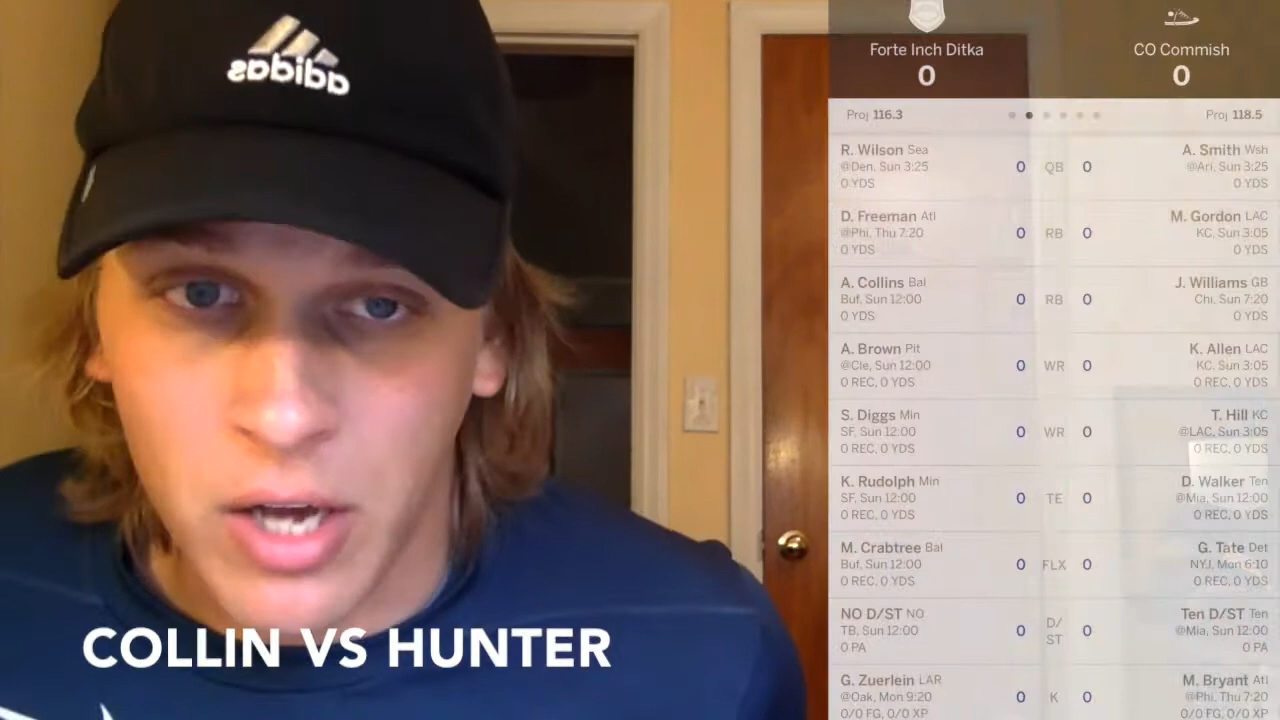 adidas
Forte Inch Ditka
0
CO Commish
0
Proj 116.3
Proj 118.5
R. Wilson Sea
@Den, Sun 3:25
0 YDS
0 QB 0
A. Smith Wsh
@Ari, Sun 3:25
0 YDS
D. Freeman Atl
@Phi, Thu 7:20
0 YDS
0 RB 0
M. Gordon LAC
KC, Sun 3:05
0 YDS
A. Collins Bal
Buf, Sun 12:00
0 YDS
0 RB 0
J. Williams GB
Chi, Sun 7:20
0 YDS
A. Brown Pit
@Cle, Sun 12:00
0 REC, 0 YDS
0 WR 0
K. Allen LAC
KC, Sun 3:05
0 REC, 0 YDS
S. Diggs Min
SF, Sun 12:00
0 REC, 0 YDS
0 WR 0
T. Hill KC
@LAC, Sun 3:05
0 REC, 0 YDS
K. Rudolph Min
SF, Sun 12:00
0 REC, 0 YDS
0 TE 0
D. Walker Ten
@Mia, Sun 12:00
0 REC, 0 YDS
M. Crabtree Bal
Buf, Sun 12:00
0 REC, 0 YDS
0 FLX 0
G. Tate Det
NYJ, Mon 6:10
0 REC, 0 YDS
NO D/ST NO
TB, Sun 12:00
0 PA
0 D/ 0
ST
Ten D/ST Ten
@Mia, Sun 12:00
0 PA
G. Zuerlein LAR
@Oak, Mon 9:20
0/0 FG, 0/0 XP
0 K 0
M. Bryant Atl
@Phi, Thu 7:20
0/0 FG, 0/0 XP
COLLIN VS HUNTER